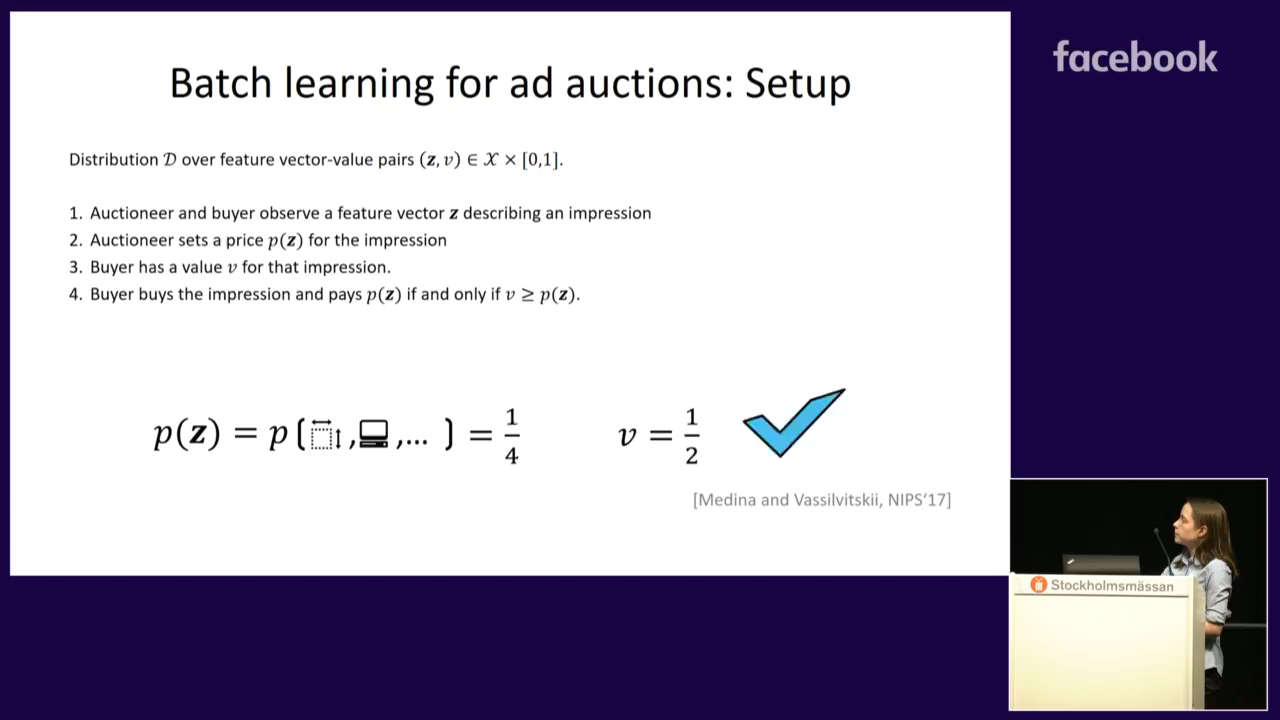 Batch learning for ad auctions: Setup
facebook
Distribution 𝒟 over feature vector-value pairs (𝒛, 𝑣) ∈ 𝒳 × [0,1].
1. Auctioneer and buyer observe a feature vector 𝒛 describing an impression
2. Auctioneer sets a price 𝑝(𝒛) for the impression
3. Buyer has a value 𝑣 for that impression.
4. Buyer buys the impression and pays 𝑝(𝒛) if and only if 𝑣 ≥ 𝑝(𝒛).
𝑝(𝒛) = 𝑝( , ,... ) = 1/4 𝑣 = 1/2
[Medina and Vassilvitskii, NIPS‘17]
Stockholmsmässan